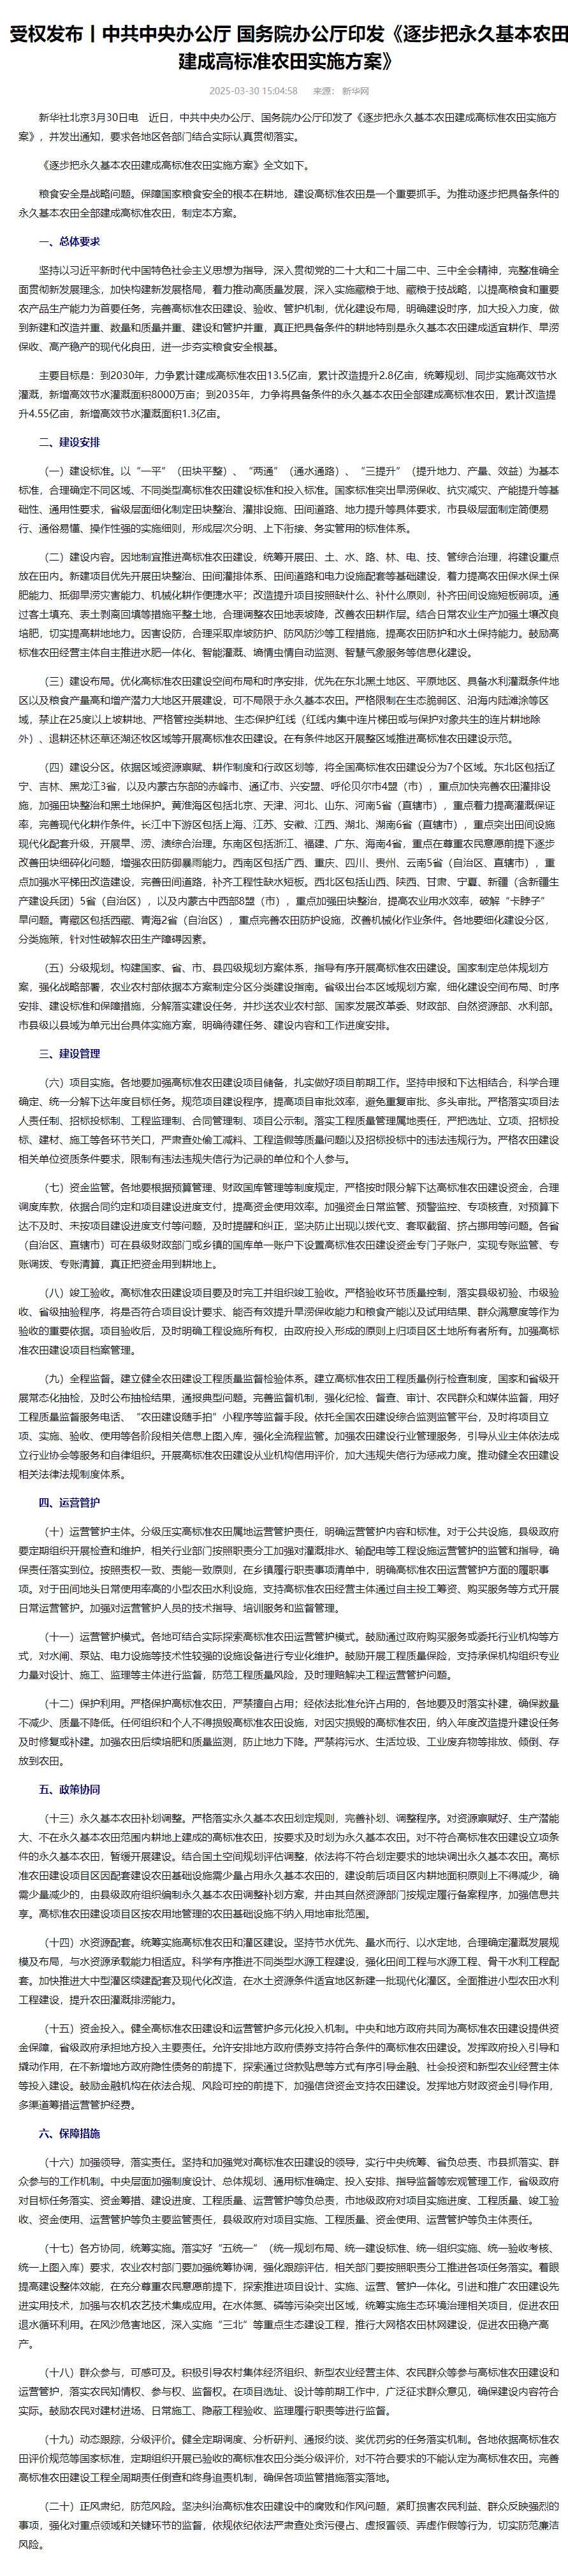 受权发布丨中共中央办公厅 国务院办公厅印发《逐步把永久基本农田
建成高标准农田实施方案》
2025-03-30 15:04:58 来源： 新华网
新华社北京3月30日电 近日，中共中央办公厅、国务院办公厅印发了《逐步把永久基本农田建成高标准农田实施方
案》，并发出通知，要求各地区各部门结合实际认真贯彻落实。
《逐步把永久基本农田建成高标准农田实施方案》全文如下。
粮食安全是战略问题。保障国家粮食安全的根本在耕地，建设高标准农田是一个重要抓手。为推动逐步把具备条件的
永久基本农田全部建成高标准农田，制定本方案。
一、总体要求
坚持以习近平新时代中国特色社会主义思想为指导，深入贯彻党的二十大和二十届二中、三中全会精神，完整准确全
面贯彻新发展理念，加快构建新发展格局，着力推动高质量发展，深入实施藏粮于地、藏粮于技战略，以提高粮食和重要
农产品生产能力为首要任务，完善高标准农田建设、验收、管护机制，优化建设布局，明确建设时序，加大投入力度，做
到新建和改造并重、数量和质量并重、建设和管护并重，真正把具备条件的耕地特别是永久基本农田建成适宜耕作、旱涝
保收、高产稳产的现代化良田，进一步夯实粮食安全根基。
主要目标是：到2030年，力争累计建成高标准农田13.5亿亩，累计改造提升2.8亿亩，统筹规划、同步实施高效节水
灌溉，新增高效节水灌溉面积8000万亩；到2035年，力争将具备条件的永久基本农田全部建成高标准农田，累计改造提
升4.55亿亩，新增高效节水灌溉面积1.3亿亩。
二、建设安排
（一）建设标准。以“一平”（田块平整）、“两通”（通水通路）、“三提升”（提升地力、产量、效益）为基本
标准，合理确定不同区域、不同类型高标准农田建设标准和投入标准。国家标准突出旱涝保收、抗灾减灾、产能提升等基
础性、通用性要求，省级层面细化制定田块整治、灌排设施、田间道路、地力提升等具体要求，市县级层面制定简便易
行、通俗易懂、操作性强的实施细则，形成层次分明、上下衔接、务实管用的标准体系。
（二）建设内容。因地制宜推进高标准农田建设，统筹开展田、土、水、路、林、电、技、管综合治理，将建设重点
放在田内。新建项目优先开展田块整治、田间灌排体系、田间道路和电力设施配套等基础建设，着力提高农田保水保土保
肥能力、抵御旱涝灾害能力、机械化耕作便捷水平；改造提升项目按照缺什么、补什么原则，补齐田间设施短板弱项。通
过客土填充、表土剥离回填等措施平整土地，合理调整农田地表坡降，改善农田耕作层。结合日常农业生产加强土壤改良
培肥，切实提高耕地地力。因害设防，合理采取岸坡防护、防风防沙等工程措施，提高农田防护和水土保持能力。鼓励高
标准农田经营主体自主推进水肥一体化、智能灌溉、墒情虫情自动监测、智慧气象服务等信息化建设。
（三）建设布局。优化高标准农田建设空间布局和时序安排，优先在东北黑土地区、平原地区、具备水利灌溉条件地
区以及粮食产量高和增产潜力大地区开展建设，可不局限于永久基本农田。严格限制在生态脆弱区、沿海内陆滩涂等区
域，禁止在25度以上坡耕地、严格管控类耕地、生态保护红线（红线内集中连片梯田或与保护对象共生的连片耕地除
外）、退耕还林还草还湖还牧区域等开展高标准农田建设。在有条件地区开展整区域推进高标准农田建设示范。
（四）建设分区。依据区域资源禀赋、耕作制度和行政区划等，将全国高标准农田建设分为7个区域。东北区包括辽
宁、吉林、黑龙江3省，以及内蒙古东部的赤峰市、通辽市、兴安盟、呼伦贝尔市4盟（市），重点加快完善农田灌排设
施，加强田块整治和黑土地保护。黄淮海区包括北京、天津、河北、山东、河南5省（直辖市），重点着力提高灌溉保证
率，完善现代化耕作条件。长江中下游区包括上海、江苏、安徽、江西、湖北、湖南6省（直辖市），重点突出田间设施
现代化配套升级，开展旱、涝、渍综合治理。东南区包括浙江、福建、广东、海南4省，重点在尊重农民意愿前提下逐步
改善田块细碎化问题，增强农田防御暴雨能力。西南区包括广西、重庆、四川、贵州、云南5省（自治区、直辖市），重
点加强水平梯田改造建设，完善田间道路，补齐工程性缺水短板。西北区包括山西、陕西、甘肃、宁夏、新疆（含新疆生
产建设兵团）5省（自治区），以及内蒙古中西部8盟（市），重点加强田块整治，提高农业用水效率，破解“卡脖子”
旱问题。青藏区包括西藏、青海2省（自治区），重点完善农田防护设施，改善机械化作业条件。各地要细化建设分区，
分类施策，针对性破解农田生产障碍因素。
（五）分级规划。构建国家、省、市、县四级规划方案体系，指导有序开展高标准农田建设。国家制定总体规划方
案，强化战略部署，农业农村部依据本方案制定分区分类建设指南。省级出台本区域规划方案，细化建设空间布局、时序
安排、建设标准和保障措施，分解落实建设任务，并抄送农业农村部、国家发展改革委、财政部、自然资源部、水利部。
市县级以县域为单元出台具体实施方案，明确待建任务、建设内容和工作进度安排。
三、建设管理
（六）项目实施。各地要加强高标准农田建设项目储备，扎实做好项目前期工作。坚持申报和下达相结合，科学合理
确定、统一分解下达年度目标任务。规范项目建设程序，提高项目审批效率，避免重复审批、多头审批。严格落实项目法
人责任制、招标投标制、工程监理制、合同管理制、项目公示制。落实工程质量管理属地责任，严把选址、立项、招标投
标、建材、施工等各环节关口，严肃查处偷工减料、工程造假等质量问题以及招标投标中的违法违规行为。严格农田建设
相关单位资质条件要求，限制有违法违规失信行为记录的单位和个人参与。
（七）资金监管。各地要根据预算管理、财政国库管理等制度规定，严格按时限分解下达高标准农田建设资金，合理
调度库款，依据合同约定和项目建设进度支付，提高资金使用效率。加强资金日常监管、预警监控、专项核查，对预算下
达不及时、未按项目建设进度支付等问题，及时提醒和纠正，坚决防止出现以拨代支、套取截留、挤占挪用等问题。各省
（自治区、直辖市）可在县级财政部门或乡镇的国库单一账户下设置高标准农田建设资金专门子账户，实现专账监管、专
账调拨、专账清算，真正把资金用到耕地上。
（八）竣工验收。高标准农田建设项目要及时完工并组织竣工验收。严格验收环节质量控制，落实县级初验、市级验
收、省级抽验程序，将是否符合项目设计要求、能否有效提升旱涝保收能力和粮食产能以及试用结果、群众满意度等作为
验收的重要依据。项目验收后，及时明确工程设施所有权，由政府投入形成的原则上归项目区土地所有者所有。加强高标
准农田建设项目档案管理。
（九）全程监督。建立健全农田建设工程质量监督检验体系。建立高标准农田工程质量例行检查制度，国家和省级开
展常态化抽检，及时公布抽检结果，通报典型问题。完善监督机制，强化纪检、督查、审计、农民群众和媒体监督，用好
工程质量监督服务电话、“农田建设随手拍”小程序等监督手段。依托全国农田建设综合监测监管平台，及时将项目立
项、实施、验收、使用等各阶段相关信息上图入库，强化全流程监管。加强农田建设行业管理服务，引导从业主体依法成
立行业协会等服务和自律组织。开展高标准农田建设从业机构信用评价，加大违规失信行为惩戒力度。推动健全农田建设
相关法律法规制度体系。
四、运营管护
（十）运营管护主体。分级压实高标准农田属地运营管护责任，明确运营管护内容和标准。对于公共设施，县级政府
要定期组织开展检查和维护，相关行业部门按照职责分工加强对灌溉排水、输配电等工程设施运营管护的监管和指导，确
保责任落实到位。按照责权一致、责能一致原则，在乡镇履行职责事项清单中，明确高标准农田运营管护方面的履职事
项。对于田间地头日常使用率高的小型农田水利设施，支持高标准农田经营主体通过自主投工筹资、购买服务等方式开展
日常运营管护。加强对运营管护人员的技术指导、培训服务和监督管理。
（十一）运营管护模式。各地可结合实际探索高标准农田运营管护模式。鼓励通过政府购买服务或委托行业机构等方
式，对水闸、泵站、电力设施等技术性较强的设施设备进行专业化维护。鼓励开展工程质量保险，支持承保机构组织专业
力量对设计、施工、监理等主体进行监督，防范工程质量风险，及时理赔解决工程运营管护问题。
（十二）保护利用。严格保护高标准农田，严禁擅自占用；经依法批准允许占用的，各地要及时落实补建，确保数量
不减少、质量不降低。任何组织和个人不得损毁高标准农田设施，对因灾损毁的高标准农田，纳入年度改造提升建设任务
及时修复或补建。加强农田后续培肥和质量监测，防止地力下降。严禁将污水、生活垃圾、工业废弃物等排放、倾倒、存
放到农田。
五、政策协同
（十三）永久基本农田补划调整。严格落实永久基本农田划定规则，完善补划、调整程序。对资源禀赋好、生产潜能
大、不在永久基本农田范围内耕地上建成的高标准农田，按要求及时划为永久基本农田。对不符合高标准农田建设立项条
件的永久基本农田，暂缓开展建设。结合国土空间规划评估调整，依法将不符合划定要求的地块调出永久基本农田。高标
准农田建设项目区因配套建设农田基础设施需少量占用永久基本农田的，建设前后项目区内耕地面积原则上不得减少，确
需少量减少的，由县级政府组织编制永久基本农田调整补划方案，并由其自然资源部门按规定履行备案程序，加强信息共
享。高标准农田建设项目区按农用地管理的农田基础设施不纳入用地审批范围。
（十四）水资源配套。统筹实施高标准农田和灌区建设。坚持节水优先、量水而行、以水定地，合理确定灌溉发展规
模及布局，与水资源承载能力相适应。科学有序推进不同类型水源工程建设，强化田间工程与水源工程、骨干水利工程配
套。加快推进大中型灌区续建配套及现代化改造，在水土资源条件适宜地区新建一批现代化灌区。全面推进小型农田水利
工程建设，提升农田灌溉排涝能力。
（十五）资金投入。健全高标准农田建设和运营管护多元化投入机制。中央和地方政府共同为高标准农田建设提供资
金保障，省级政府承担地方投入主要责任。允许安排地方政府债券支持符合条件的高标准农田建设。发挥政府投入引导和
撬动作用，在不新增地方政府隐性债务的前提下，探索通过贷款贴息等方式有序引导金融、社会投资和新型农业经营主体
等投入建设。鼓励金融机构在依法合规、风险可控的前提下，加强信贷资金支持农田建设。发挥地方财政资金引导作用，
多渠道筹措运营管护经费。
六、保障措施
（十六）加强领导，落实责任。坚持和加强党对高标准农田建设的领导，实行中央统筹、省负总责、市县抓落实、群
众参与的工作机制。中央层面加强制度设计、总体规划、通用标准确定、投入安排、指导监督等宏观管理工作，省级政府
对目标任务落实、资金筹措、建设进度、工程质量、运营管护等负总责，市地级政府对项目实施进度、工程质量、竣工验
收、资金使用、运营管护等负主要监管责任，县级政府对项目实施、工程质量、资金使用、运营管护等负主体责任。
（十七）各方协同，统筹实施。落实好“五统一”（统一规划布局、统一建设标准、统一组织实施、统一验收考核、
统一上图入库）要求，农业农村部门要加强统筹协调，强化跟踪评估，相关部门要按照职责分工推进各项任务落实。着眼
提高建设整体效能，在充分尊重农民意愿前提下，探索推进项目设计、实施、运营、管护一体化。引进和推广农田建设先
进实用技术，加强与农机农艺技术集成应用。在水体氮、磷等污染突出区域，统筹实施生态环境治理相关项目，促进农田
退水循环利用。在风沙危害地区，深入实施“三北”等重点生态建设工程，推行大网格农田林网建设，促进农田稳产高
产。
（十八）群众参与，可感可及。积极引导农村集体经济组织、新型农业经营主体、农民群众等参与高标准农田建设和
运营管护，落实农民知情权、参与权、监督权。在项目选址、设计等前期工作中，广泛征求群众意见，确保建设内容符合
实际。鼓励农民对建材进场、日常施工、隐蔽工程验收、监理履行职责等进行监督。
（十九）动态跟踪，分级评价。健全定期调度、分析研判、通报约谈、奖优罚劣的任务落实机制。各地依据高标准农
田评价规范等国家标准，定期组织开展已验收的高标准农田分类分级评价，对不符合要求的不能认定为高标准农田。完善
高标准农田建设工程全周期责任倒查和终身追责机制，确保各项监管措施落实落地。
（二十）正风肃纪，防范风险。坚决纠治高标准农田建设中的腐败和作风问题，紧盯损害农民利益、群众反映强烈的
事项，强化对重点领域和关键环节的监督，依规依纪依法严肃查处贪污侵占、虚报冒领、弄虚作假等行为，切实防范廉洁
风险。